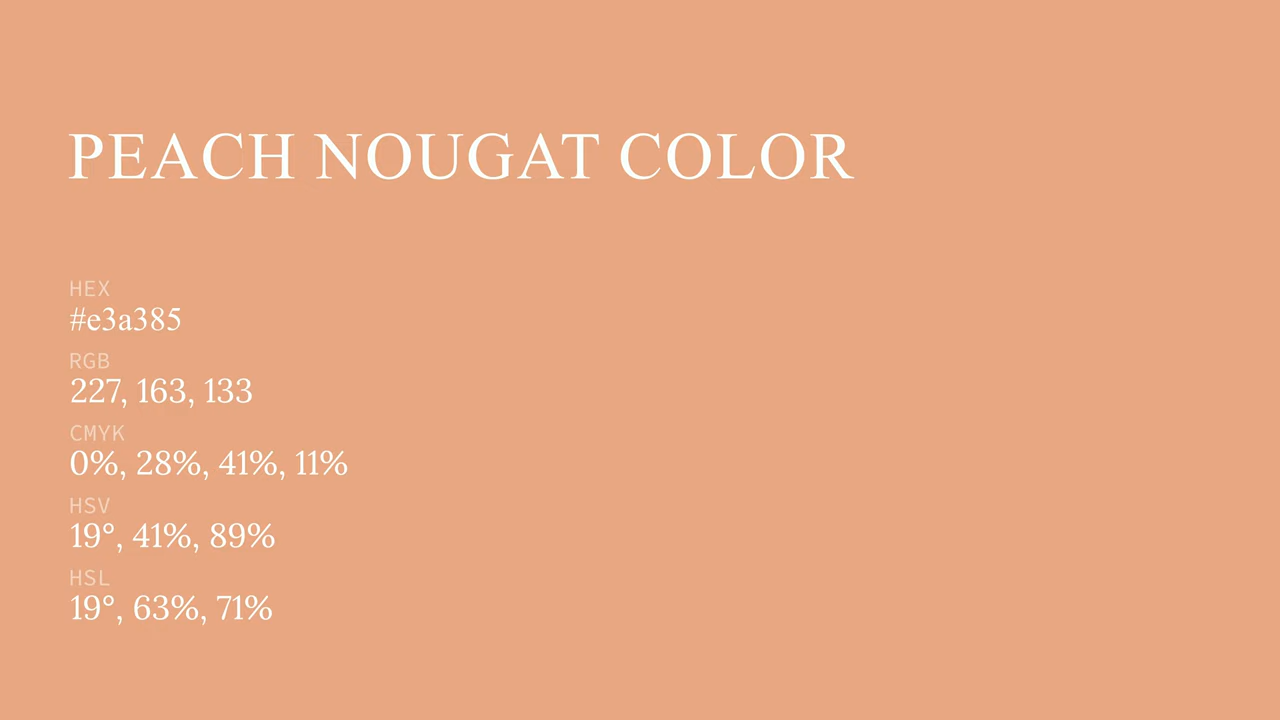 PEACH NOUGAT COLOR
HEX
#e3a385
RGB
227, 163, 133
CMYK
0%, 28%, 41%, 11%
HSV
19°, 41%, 89%
HSL
19°, 63%, 71%